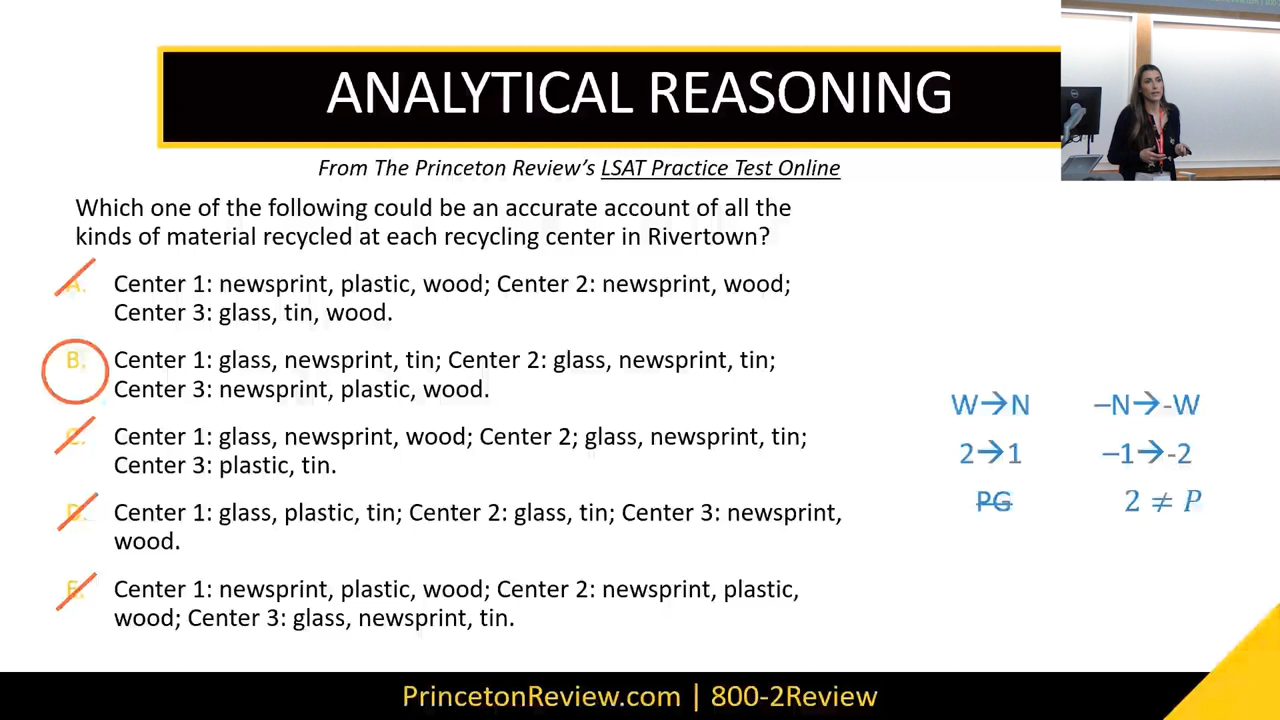 ANALYTICAL REASONING
From The Princeton Review's LSAT Practice Test Online
Which one of the following could be an accurate account of all the
kinds of material recycled at each recycling center in Rivertown?
A. Center 1: newsprint, plastic, wood; Center 2: newsprint, wood;
Center 3: glass, tin, wood.
B. Center 1: glass, newsprint, tin; Center 2: glass, newsprint, tin;
Center 3: newsprint, plastic, wood.
C. Center 1: glass, newsprint, wood; Center 2; glass, newsprint, tin;
Center 3: plastic, tin.
D. Center 1: glass, plastic, tin; Center 2: glass, tin; Center 3: newsprint,
wood.
E. Center 1: newsprint, plastic, wood; Center 2: newsprint, plastic,
wood; Center 3: glass, newsprint, tin.
W→N –N→-W
2→1 –1→-2
PG 2 ≠ P
PrincetonReview.com | 800-2Review